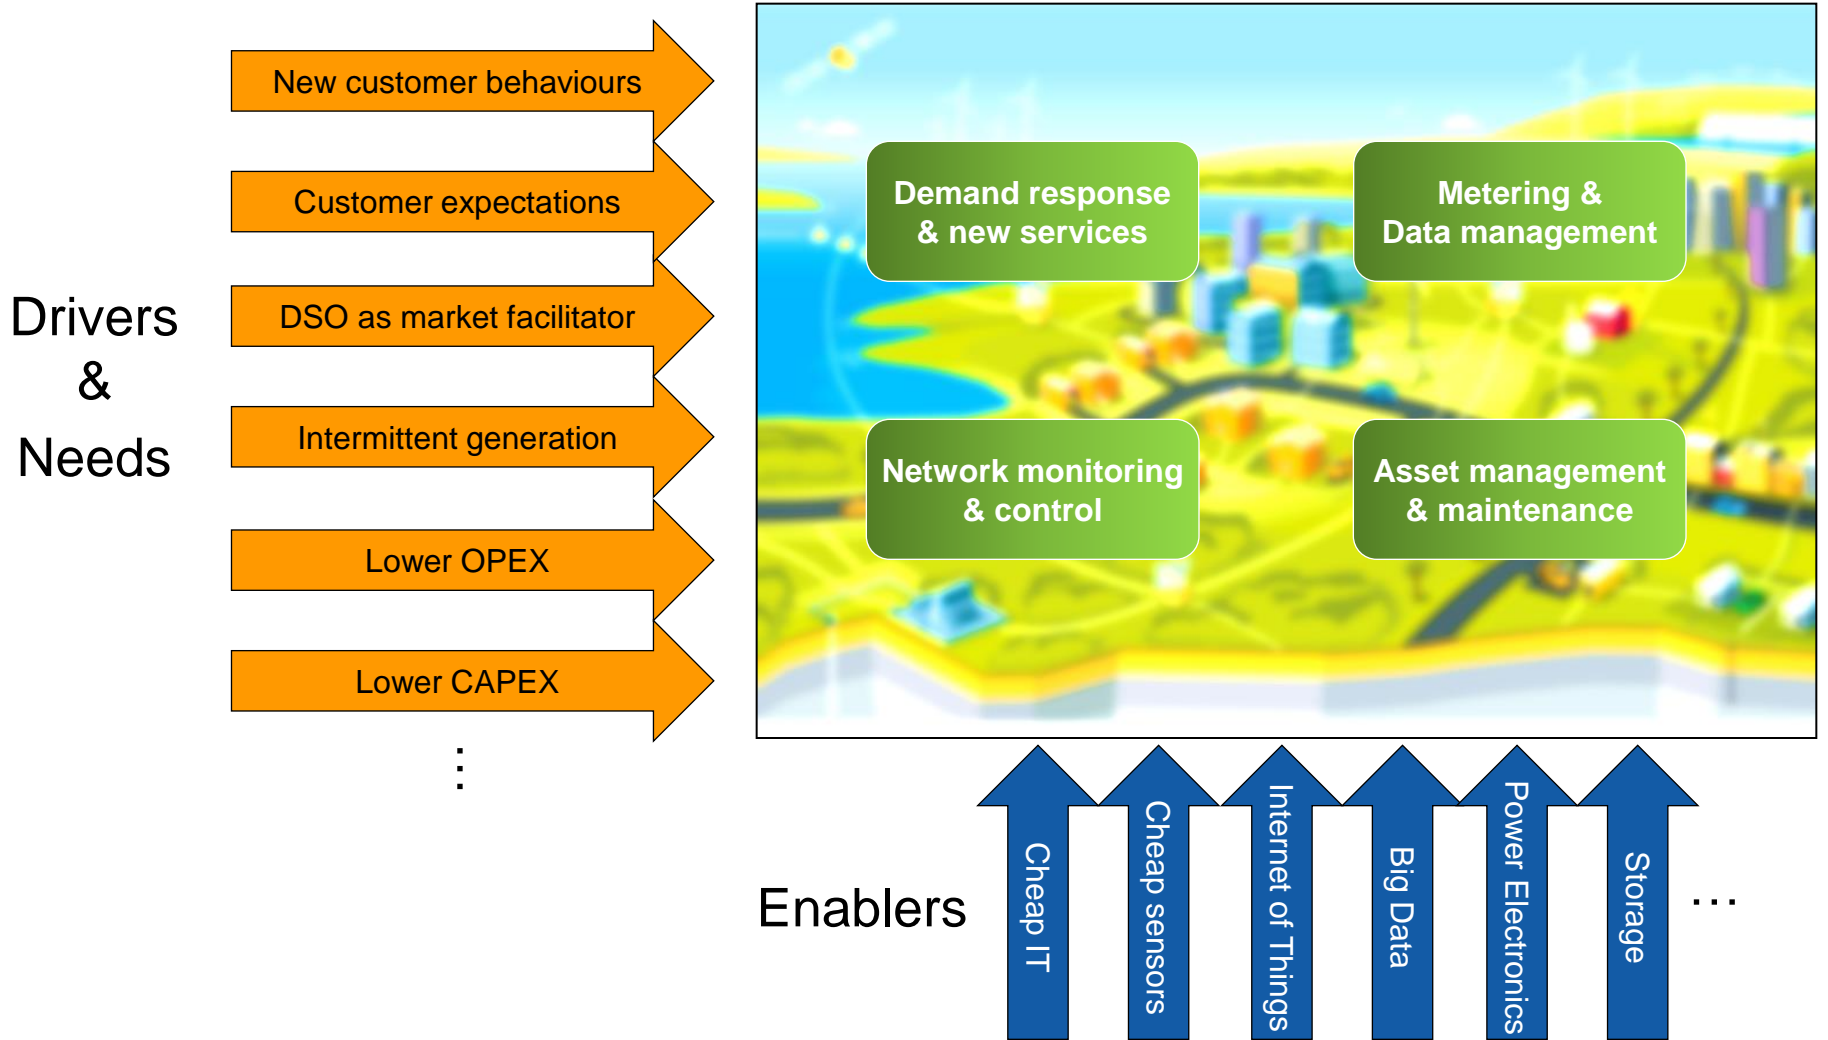 New customer behaviours
Customer expectations
DSO as market facilitator
Intermittent generation
Lower OPEX
Lower CAPEX
...
Drivers
&
Needs
Demand response
& new services
Metering &
Data management
Network monitoring
& control
Asset management
& maintenance
Enablers
Cheap IT
Cheap sensors
Internet of Things
Big Data
Power Electronics
Storage
...